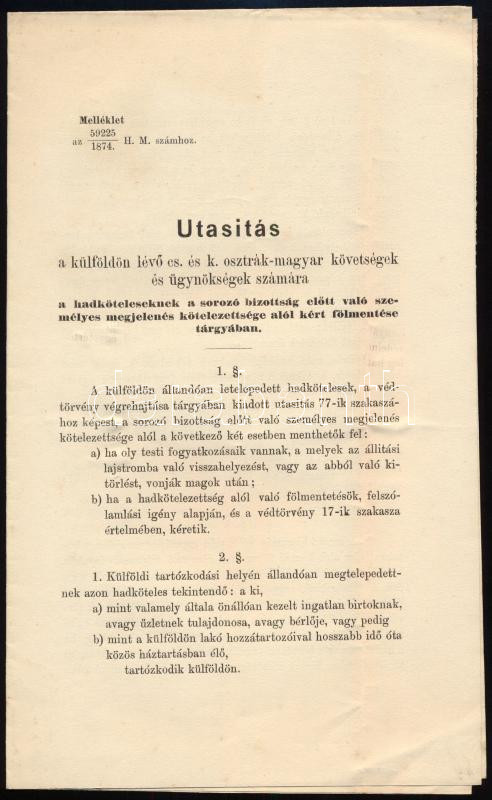 Melléklet
az 59225/1874. H. M. számhoz.
Utasitás
a külföldön lévő cs. és k. osztrák-magyar követségek
és ügynökségek számára
a hadköteleseknek a sorozó bizottság előtt való sze-
mélyes megjelenés kötelezettsége alól kért fölmentése
tárgyában.
1. §.
A külföldön állandóan letelepedett hadkötelesek, a véd-
törvény végrehajtása tárgyában kiadott utasitás 77-ik szakaszá-
hoz képest, a sorozó bizottság előtt való személyes megjelenés
kötelezettsége alól a következő két esetben menthetők fel :
a) ha oly testi fogyatkozásaik vannak, a melyek az állitási
lajstromba való visszahelyezést, vagy az abból való ki-
törlést, vonják magok után ;
b) ha a hadkötelezettség alól való fölmentetésök, felszó-
lamlási igény alapján, és a védtörvény 17-ik szakasza
értelmében, kéretik.
2. §.
1. Külföldi tartózkodási helyén állandóan megtelepedett-
nek azon hadköteles tekintendő : a ki,
a) mint valamely általa önállóan kezelt ingatlan birtoknak,
avagy üzletnek tulajdonosa, avagy bérlője, vagy pedig
b) mint a külföldön lakó hozzátartozóival hosszabb idő óta
közös háztartásban élő,
tartózkodik külföldön.